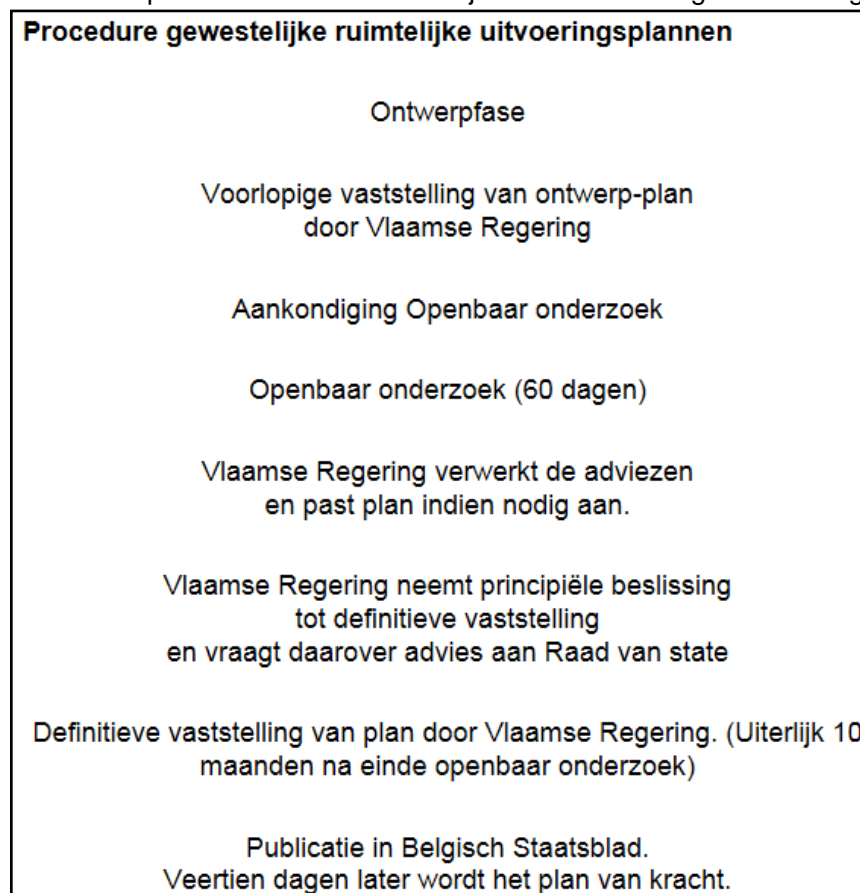 Procedure gewestelijke ruimtelijke uitvoeringsplannen
Ontwerpfase
Voorlopige vaststelling van ontwerp-plan
door Vlaamse Regering
Aankondiging Openbaar onderzoek
Openbaar onderzoek (60 dagen)
Vlaamse Regering verwerkt de adviezen
en past plan indien nodig aan.
Vlaamse Regering neemt principiële beslissing
tot definitieve vaststelling
en vraagt daarover advies aan Raad van state
Definitieve vaststelling van plan door Vlaamse Regering. (Uiterlijk 10
maanden na einde openbaar onderzoek)
Publicatie in Belgisch Staatsblad.
Veertien dagen later wordt het plan van kracht.